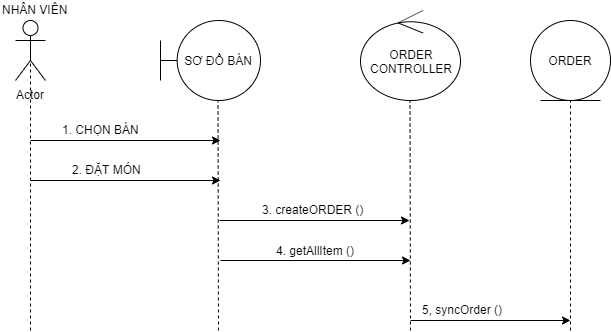 NHÂN VIÊN
Actor
SƠ ĐỒ BÀN
ORDER
CONTROLLER
ORDER
1. CHỌN BÀN
2. ĐẶT MÓN
3. createORDER ()
4. getAllItem ()
5, syncOrder ()